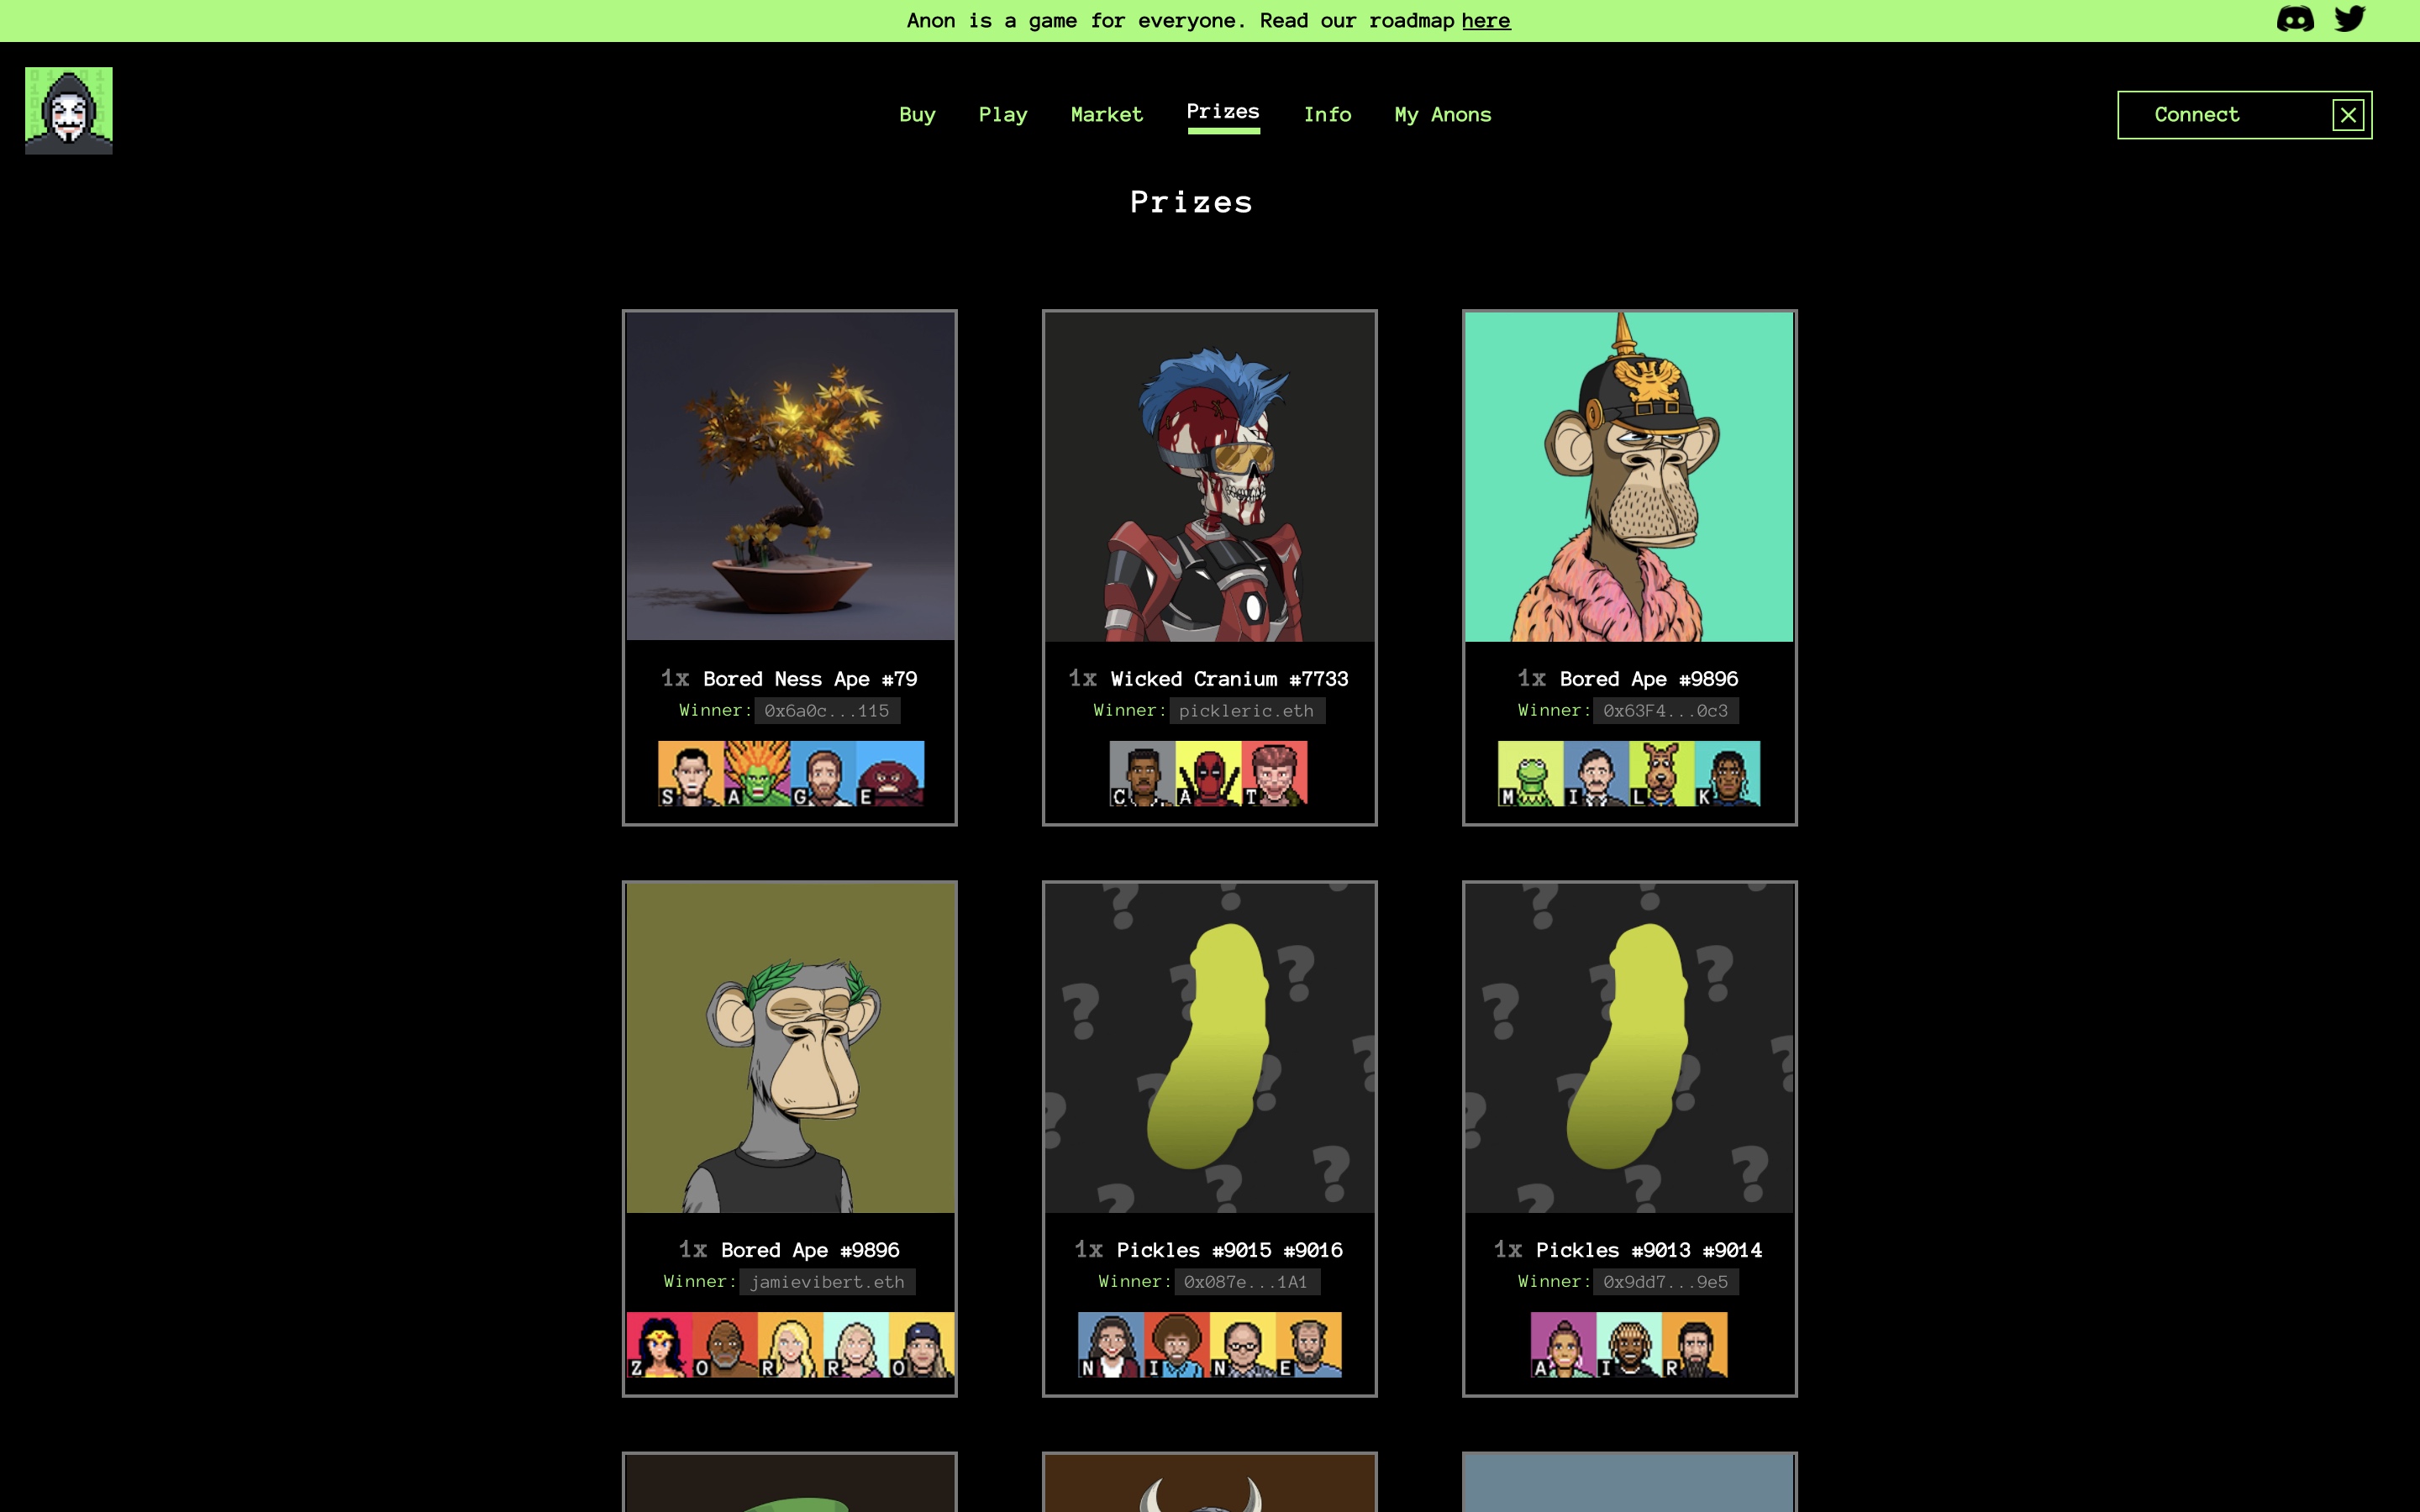 Anon is a game for everyone. Read our roadmap here
Buy Play Market Prizes Info My Anons
Connect
Prizes
1x Bored Ness Ape #79
Winner: 0x6a0c...115
S A G E
1x Wicked Cranium #7733
Winner: pickleric.eth
C A T
1x Bored Ape #9896
Winner: 0x63F4...0c3
M I L K
1x Bored Ape #9896
Winner: jamievibert.eth
Z O R R O
1x Pickles #9015 #9016
Winner: 0x087e...1A1
N I N E
1x Pickles #9013 #9014
Winner: 0x9dd7...9e5
A I R